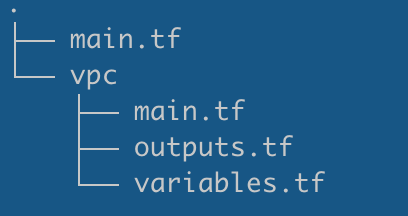 .
├── main.tf
└── vpc
    ├── main.tf
    ├── outputs.tf
    └── variables.tf